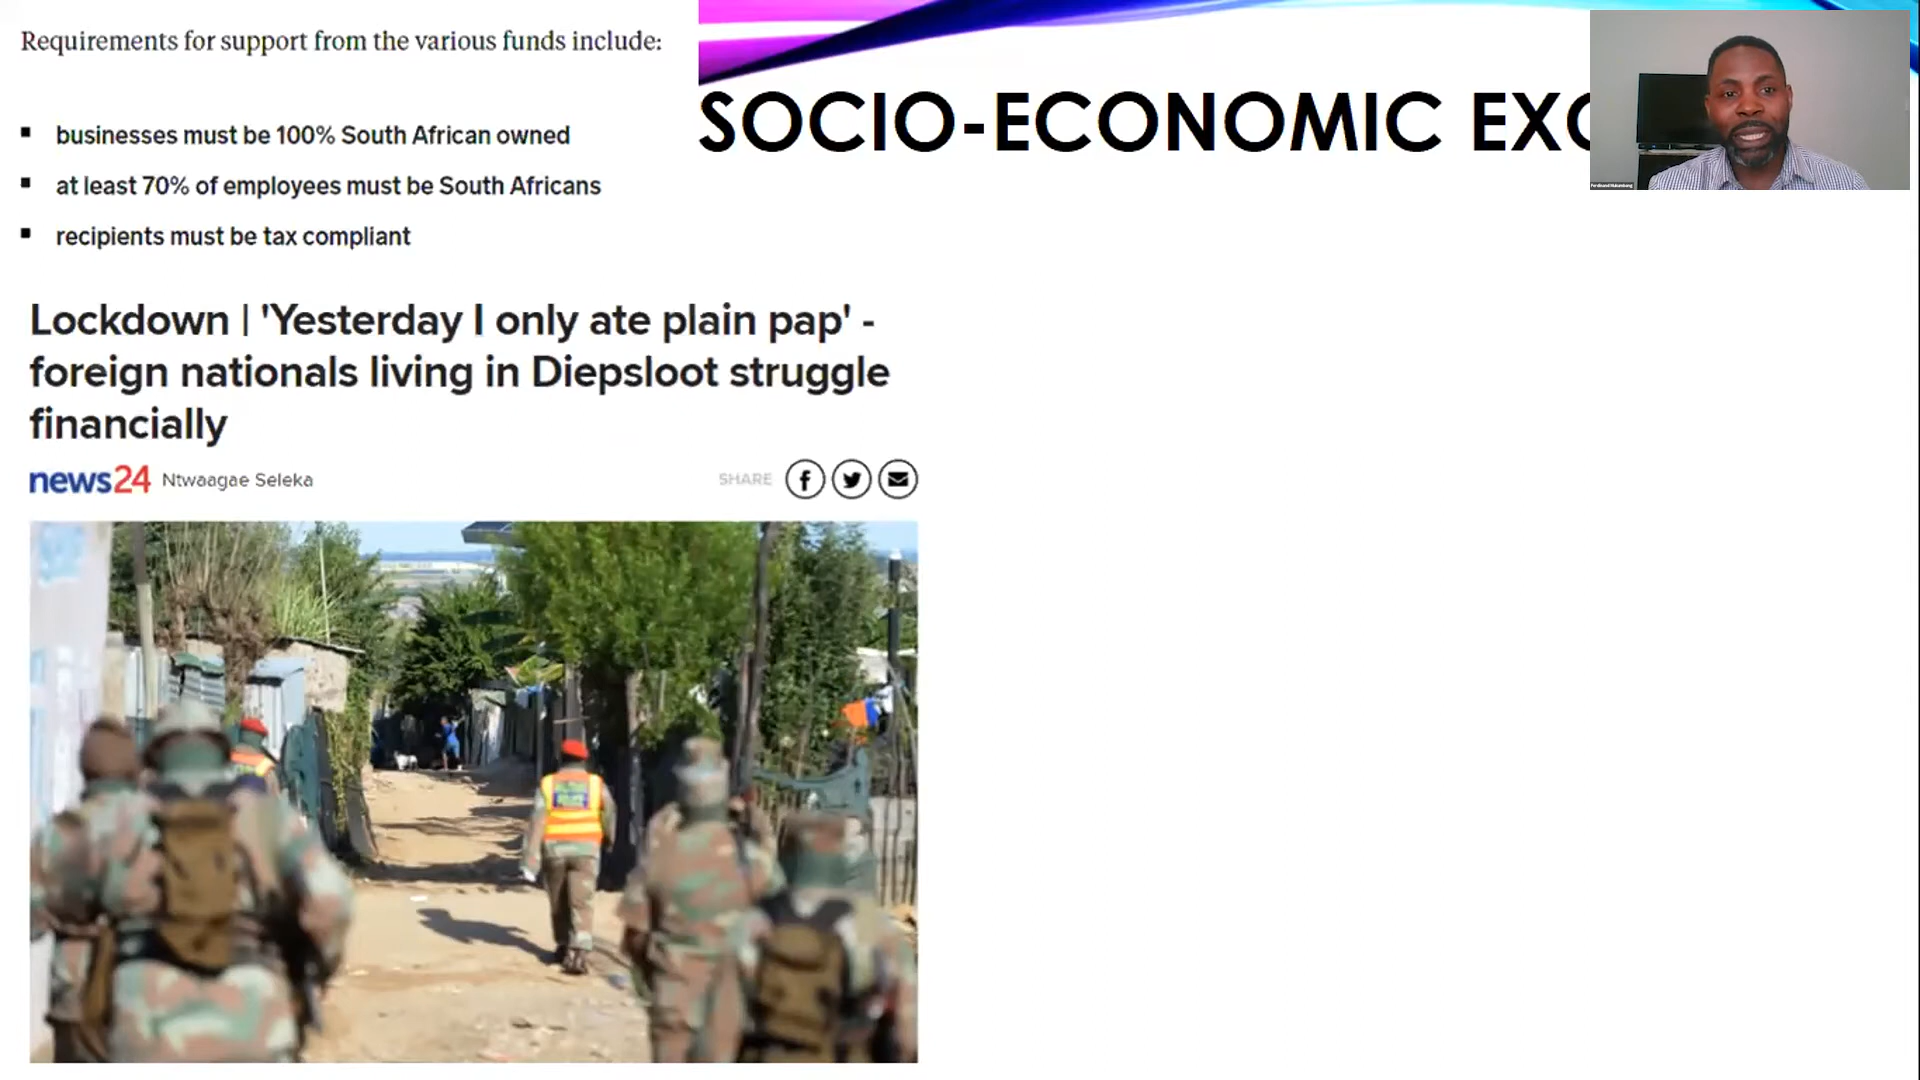 Requirements for support from the various funds include:
SOCIO-ECONOMIC EXC
businesses must be 100% South African owned
at least 70% of employees must be South Africans
recipients must be tax compliant
Lockdown | 'Yesterday I only ate plain pap' -
foreign nationals living in Diepsloot struggle
financially
news24 Ntwaagae Seleka
SHARE